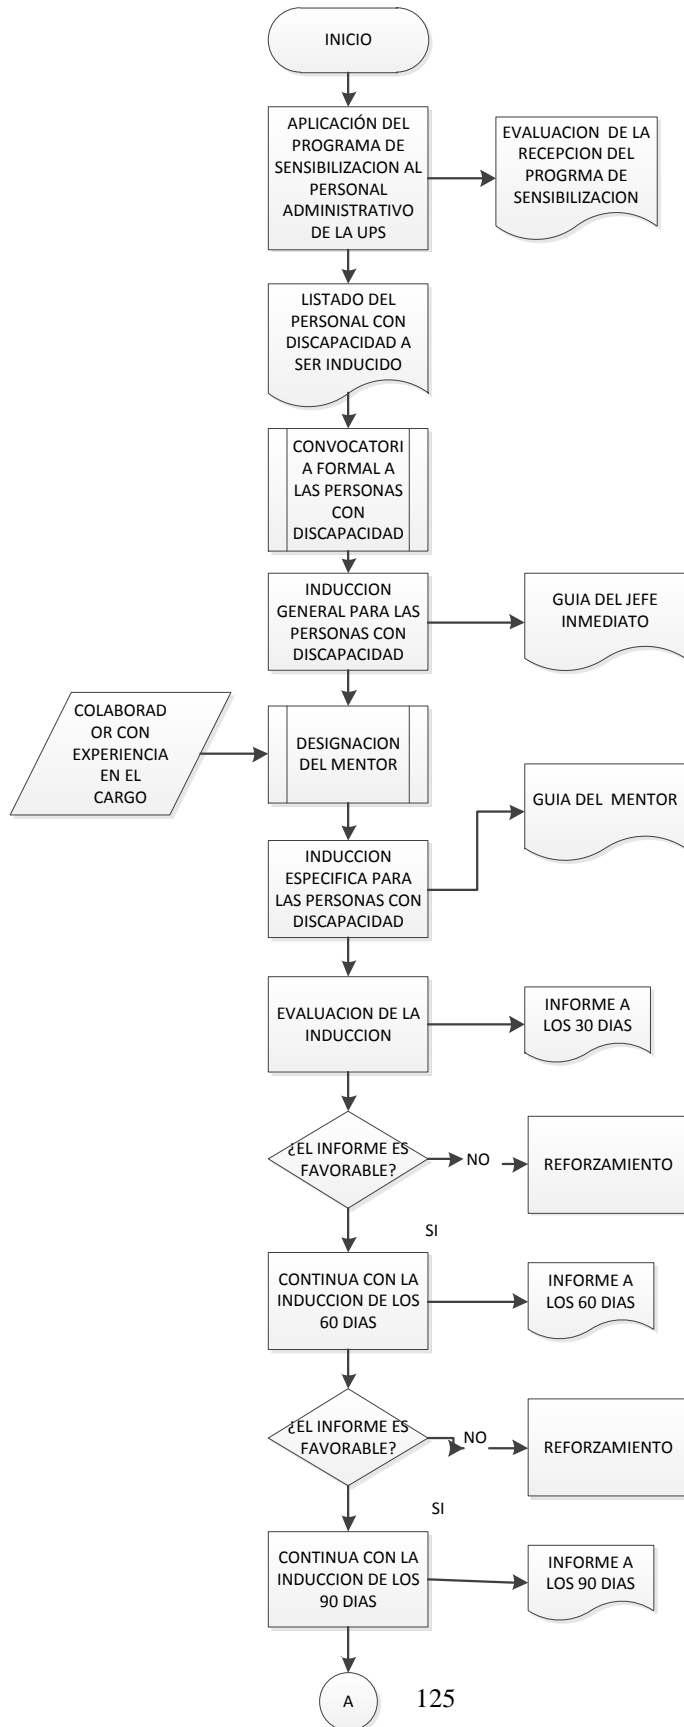 INICIO
APLICACIÓN DEL
PROGRAMA DE
SENSIBILIZACION AL
PERSONAL
ADMINISTRATIVO
DE LA UPS
EVALUACION DE LA
RECEPCION DEL
PROGRMA DE
SENSIBILIZACION
LISTADO DEL
PERSONAL CON
DISCAPACIDAD A
SER INDUCIDO
CONVOCATORI
A FORMAL A
LAS PERSONAS
CON
DISCAPACIDAD
INDUCCION
GENERAL PARA LAS
PERSONAS CON
DISCAPACIDAD
GUIA DEL JEFE
INMEDIATO
COLABORAD
OR CON
EXPERIENCIA
EN EL
CARGO
DESIGNACION
DEL MENTOR
GUIA DEL MENTOR
INDUCCION
ESPECIFICA PARA
LAS PERSONAS CON
DISCAPACIDAD
EVALUACION DE LA
INDUCCION
INFORME A
LOS 30 DIAS
¿EL INFORME ES
FAVORABLE?
NO
REFORZAMIENTO
SI
CONTINUA CON LA
INDUCCION DE LOS
60 DIAS
INFORME A
LOS 60 DIAS
¿EL INFORME ES
FAVORABLE?
NO
REFORZAMIENTO
SI
CONTINUA CON LA
INDUCCION DE LOS
90 DIAS
INFORME A
LOS 90 DIAS
A
125